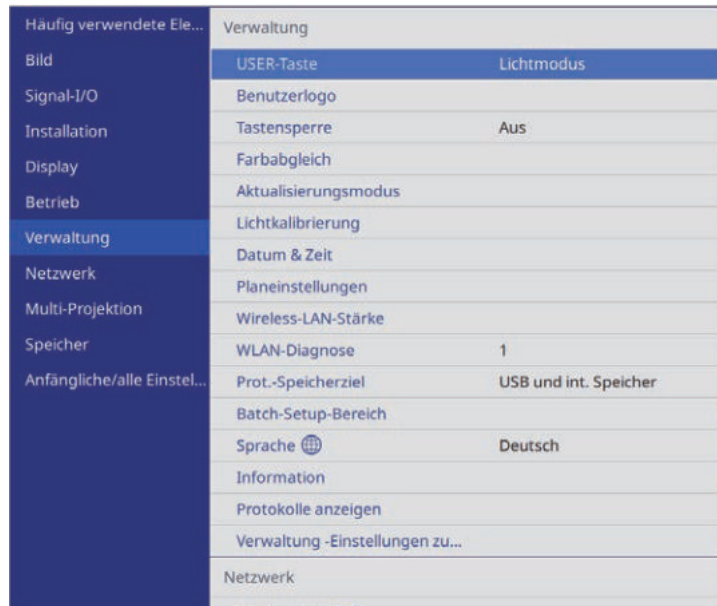 Häufig verwendete Ele...
Bild
Signal-I/O
Installation
Display
Betrieb
Verwaltung
Netzwerk
Multi-Projektion
Speicher
Anfängliche/alle Einstel...
Verwaltung
USER-Taste Lichtmodus
Benutzerlogo
Tastensperre Aus
Farbabgleich
Aktualisierungsmodus
Lichtkalibrierung
Datum & Zeit
Planeinstellungen
Wireless-LAN-Stärke
WLAN-Diagnose 1
Prot.-Speicherziel USB und int. Speicher
Batch-Setup-Bereich
Sprache Deutsch
Information
Protokolle anzeigen
Verwaltung -Einstellungen zu...
Netzwerk